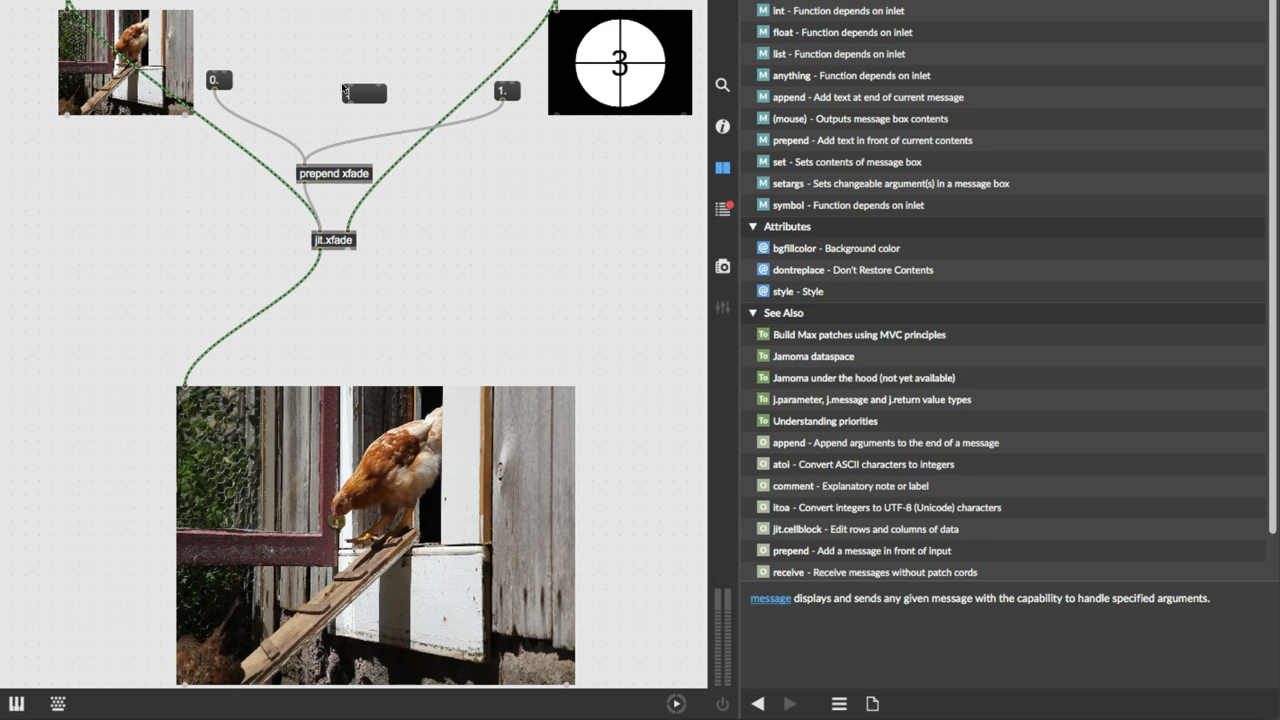 3
0.
1.
prepend xfade
jit.xfade
int - Function depends on inlet
float - Function depends on inlet
list - Function depends on inlet
anything - Function depends on inlet
append - Add text at end of current message
(mouse) - Outputs message box contents
prepend - Add text in front of current contents
set - Sets contents of message box
setargs - Sets changeable argument(s) in a message box
symbol - Function depends on inlet
Attributes
bgfillcolor - Background color
dontreplace - Don't Restore Contents
style - Style
See Also
Build Max patches using MVC principles
Jamoma dataspace
Jamoma under the hood (not yet available)
j.parameter, j.message and j.return value types
Understanding priorities
append - Append arguments to the end of a message
atoi - Convert ASCII characters to integers
comment - Explanatory note or label
itoa - Convert integers to UTF-8 (Unicode) characters
jit.cellblock - Edit rows and columns of data
prepend - Add a message in front of input
receive - Receive messages without patch cords
message displays and sends any given message with the capability to handle specified arguments.